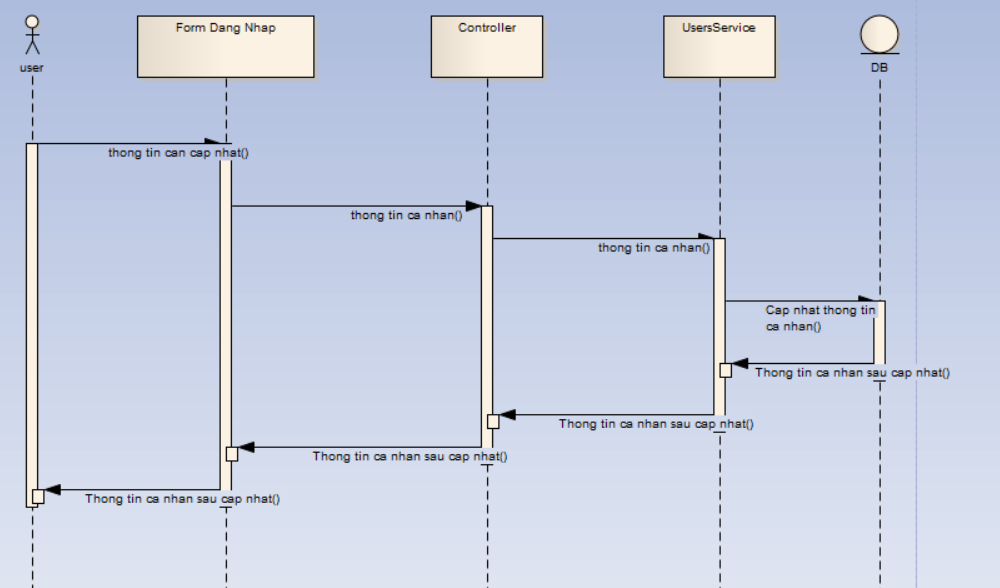 Form Dang Nhap
Controller
UsersService
user
DB
thong tin can cap nhat()
thong tin ca nhan()
thong tin ca nhan()
Cap nhat thong tin
ca nhan()
Thong tin ca nhan sau cap nhat()
Thong tin ca nhan sau cap nhat()
Thong tin ca nhan sau cap nhat()
Thong tin ca nhan sau cap nhat()